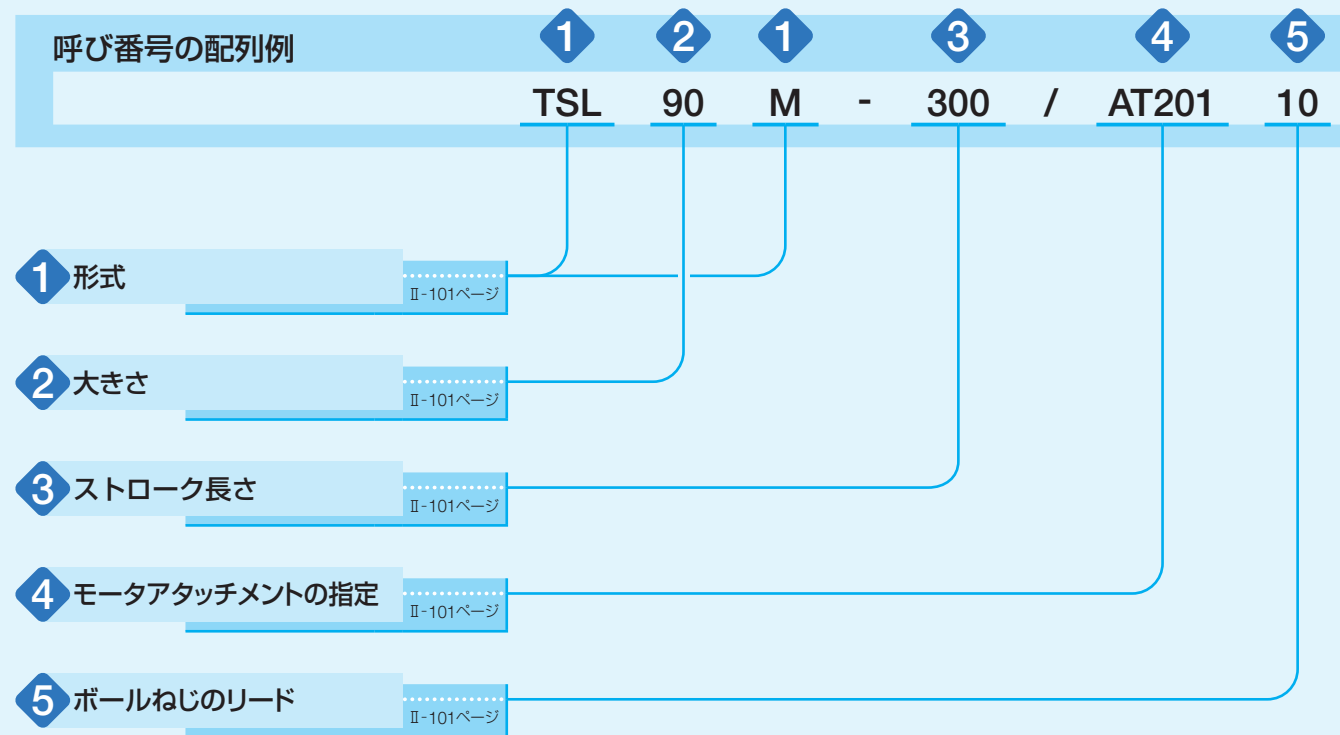 呼び番号の配列例
1 2 1 3 4 5
TSL 90 M - 300 / AT201 10
1 形式
Ⅱ-101ページ
2 大きさ
Ⅱ-101ページ
3 ストローク長さ
Ⅱ-101ページ
4 モータアタッチメントの指定
Ⅱ-101ページ
5 ボールねじのリード
Ⅱ-101ページ